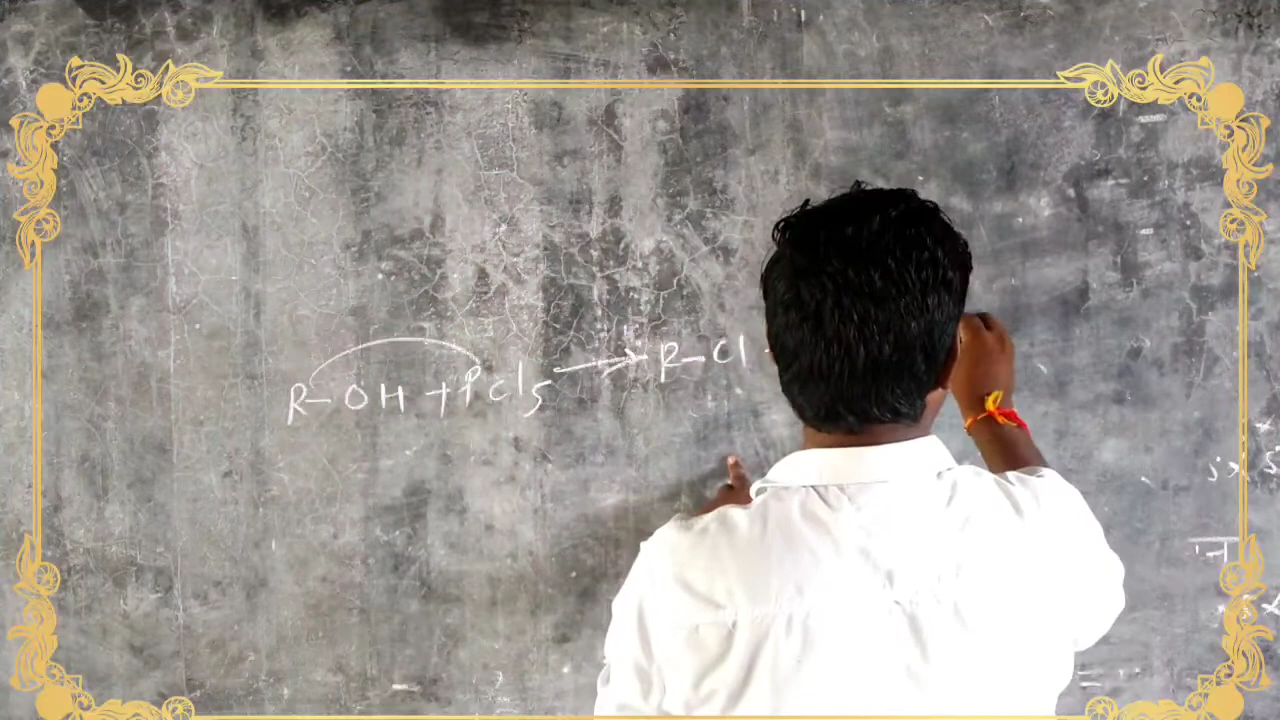 R-OH + PCl5 → R-Cl